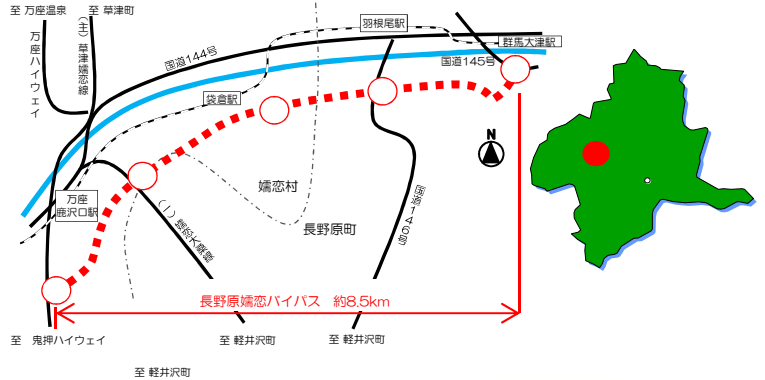 至 万座温泉
至 草津町
万座ハイウェイ
(主)草津嬬恋線
国道144号
羽根尾駅
群馬大津駅
国道145号
袋倉駅
N
嬬恋村
長野原町
国道146号
万座
鹿沢口駅
(一)嬬恋大桑線
長野原嬬恋バイパス 約8.5km
至 鬼押ハイウェイ
至 軽井沢町
至 軽井沢町
至 軽井沢町